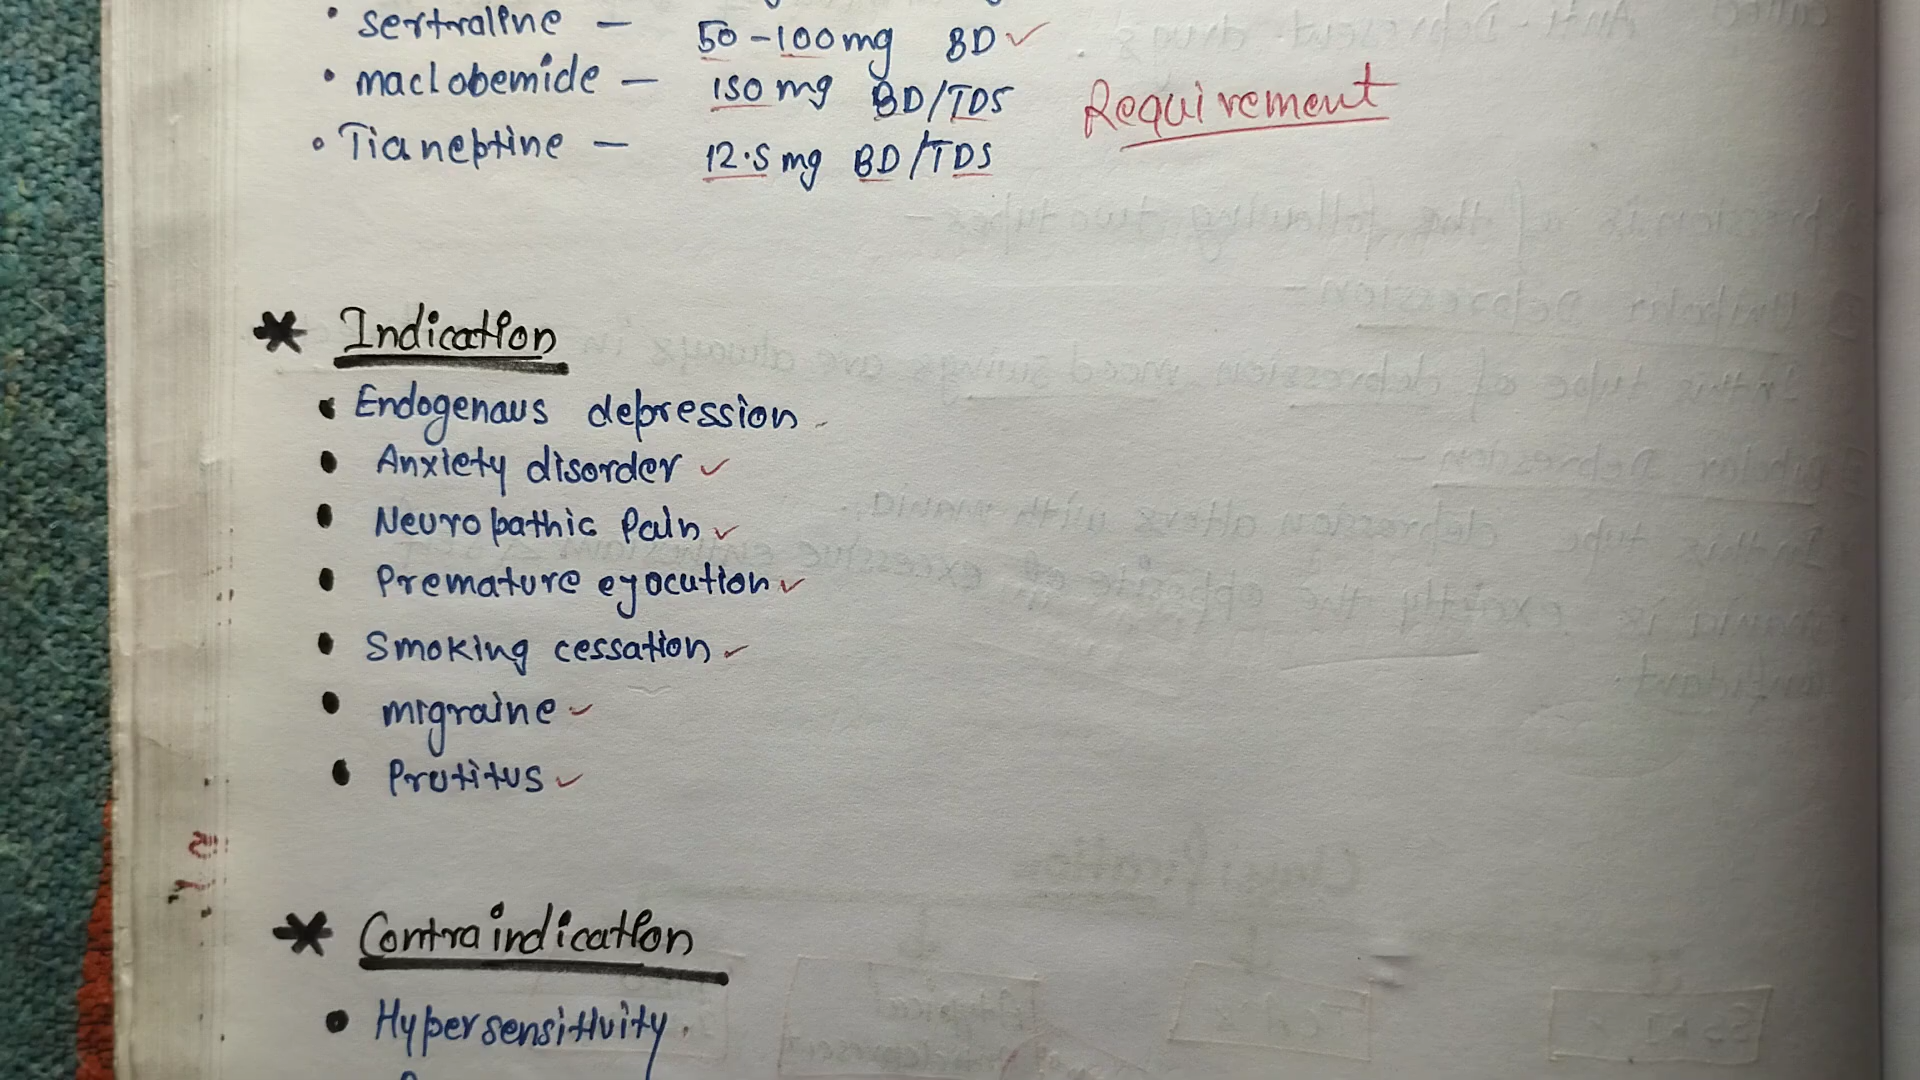 • sertraline — 50-100mg BD ✓
• maclobemide — 150 mg BD/TDS
Requirement
• Tianeptine — 12.5 mg BD/TDS
* Indication
• Endogenaus depression
• Anxiety disorder ✓
• Neuropathic Pain ✓
• Premature ejocution ✓
• Smoking cessation ✓
• migraine ✓
• Prutitus ✓
* Contraindication
• Hypersensitivity.